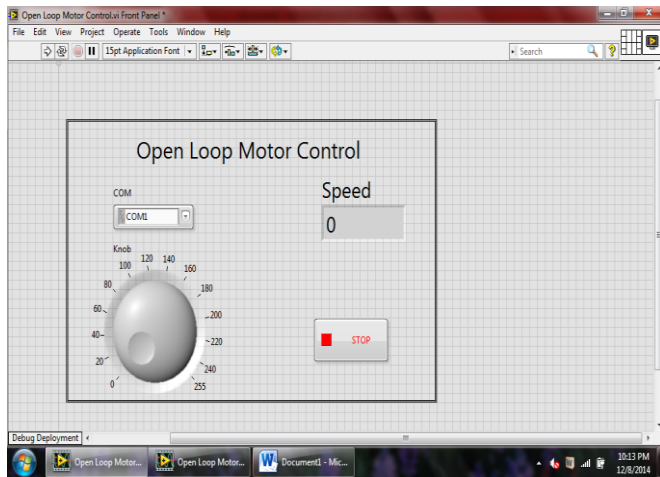 Open Loop Motor Control.vi Front Panel *
File Edit View Project Operate Tools Window Help
15pt Application Font
Search
Open Loop Motor Control
COM
COM1
Speed
0
Knob
0
20
40
60
80
100
120
140
160
180
200
220
240
255
STOP
Debug Deployment
Open Loop Motor... Open Loop Motor... Document1 - Mic...
10:13 PM
12/8/2014